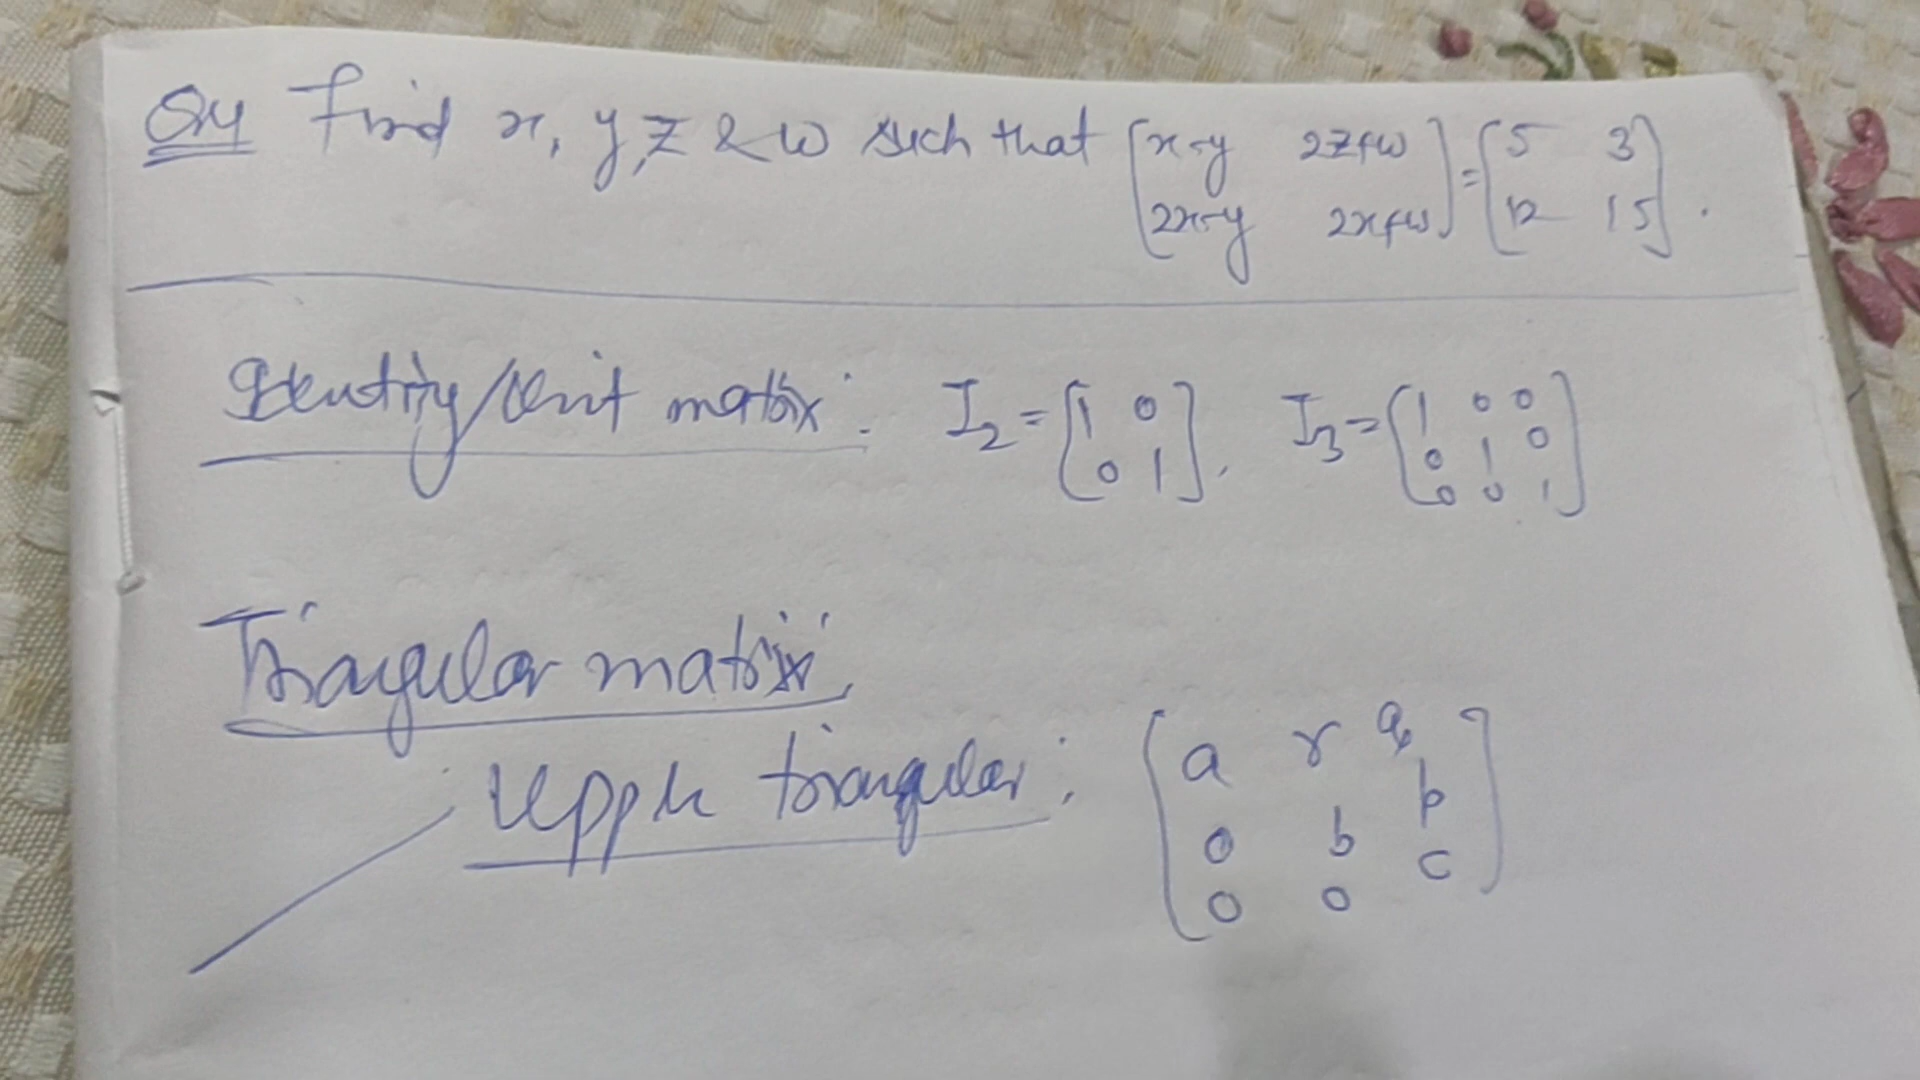 Q4 Find x, y, z & w such that [x-y 2z+w] = [5 3]
[2x-y 2x+w] [12 15].
Identity/Unit matrix: I2 = [1 0], I3 = [1 0 0]
[0 1] [0 1 0]
[0 0 1]
Triangular matrix:
Upper triangular: [a r q]
[0 b p]
[0 0 c]